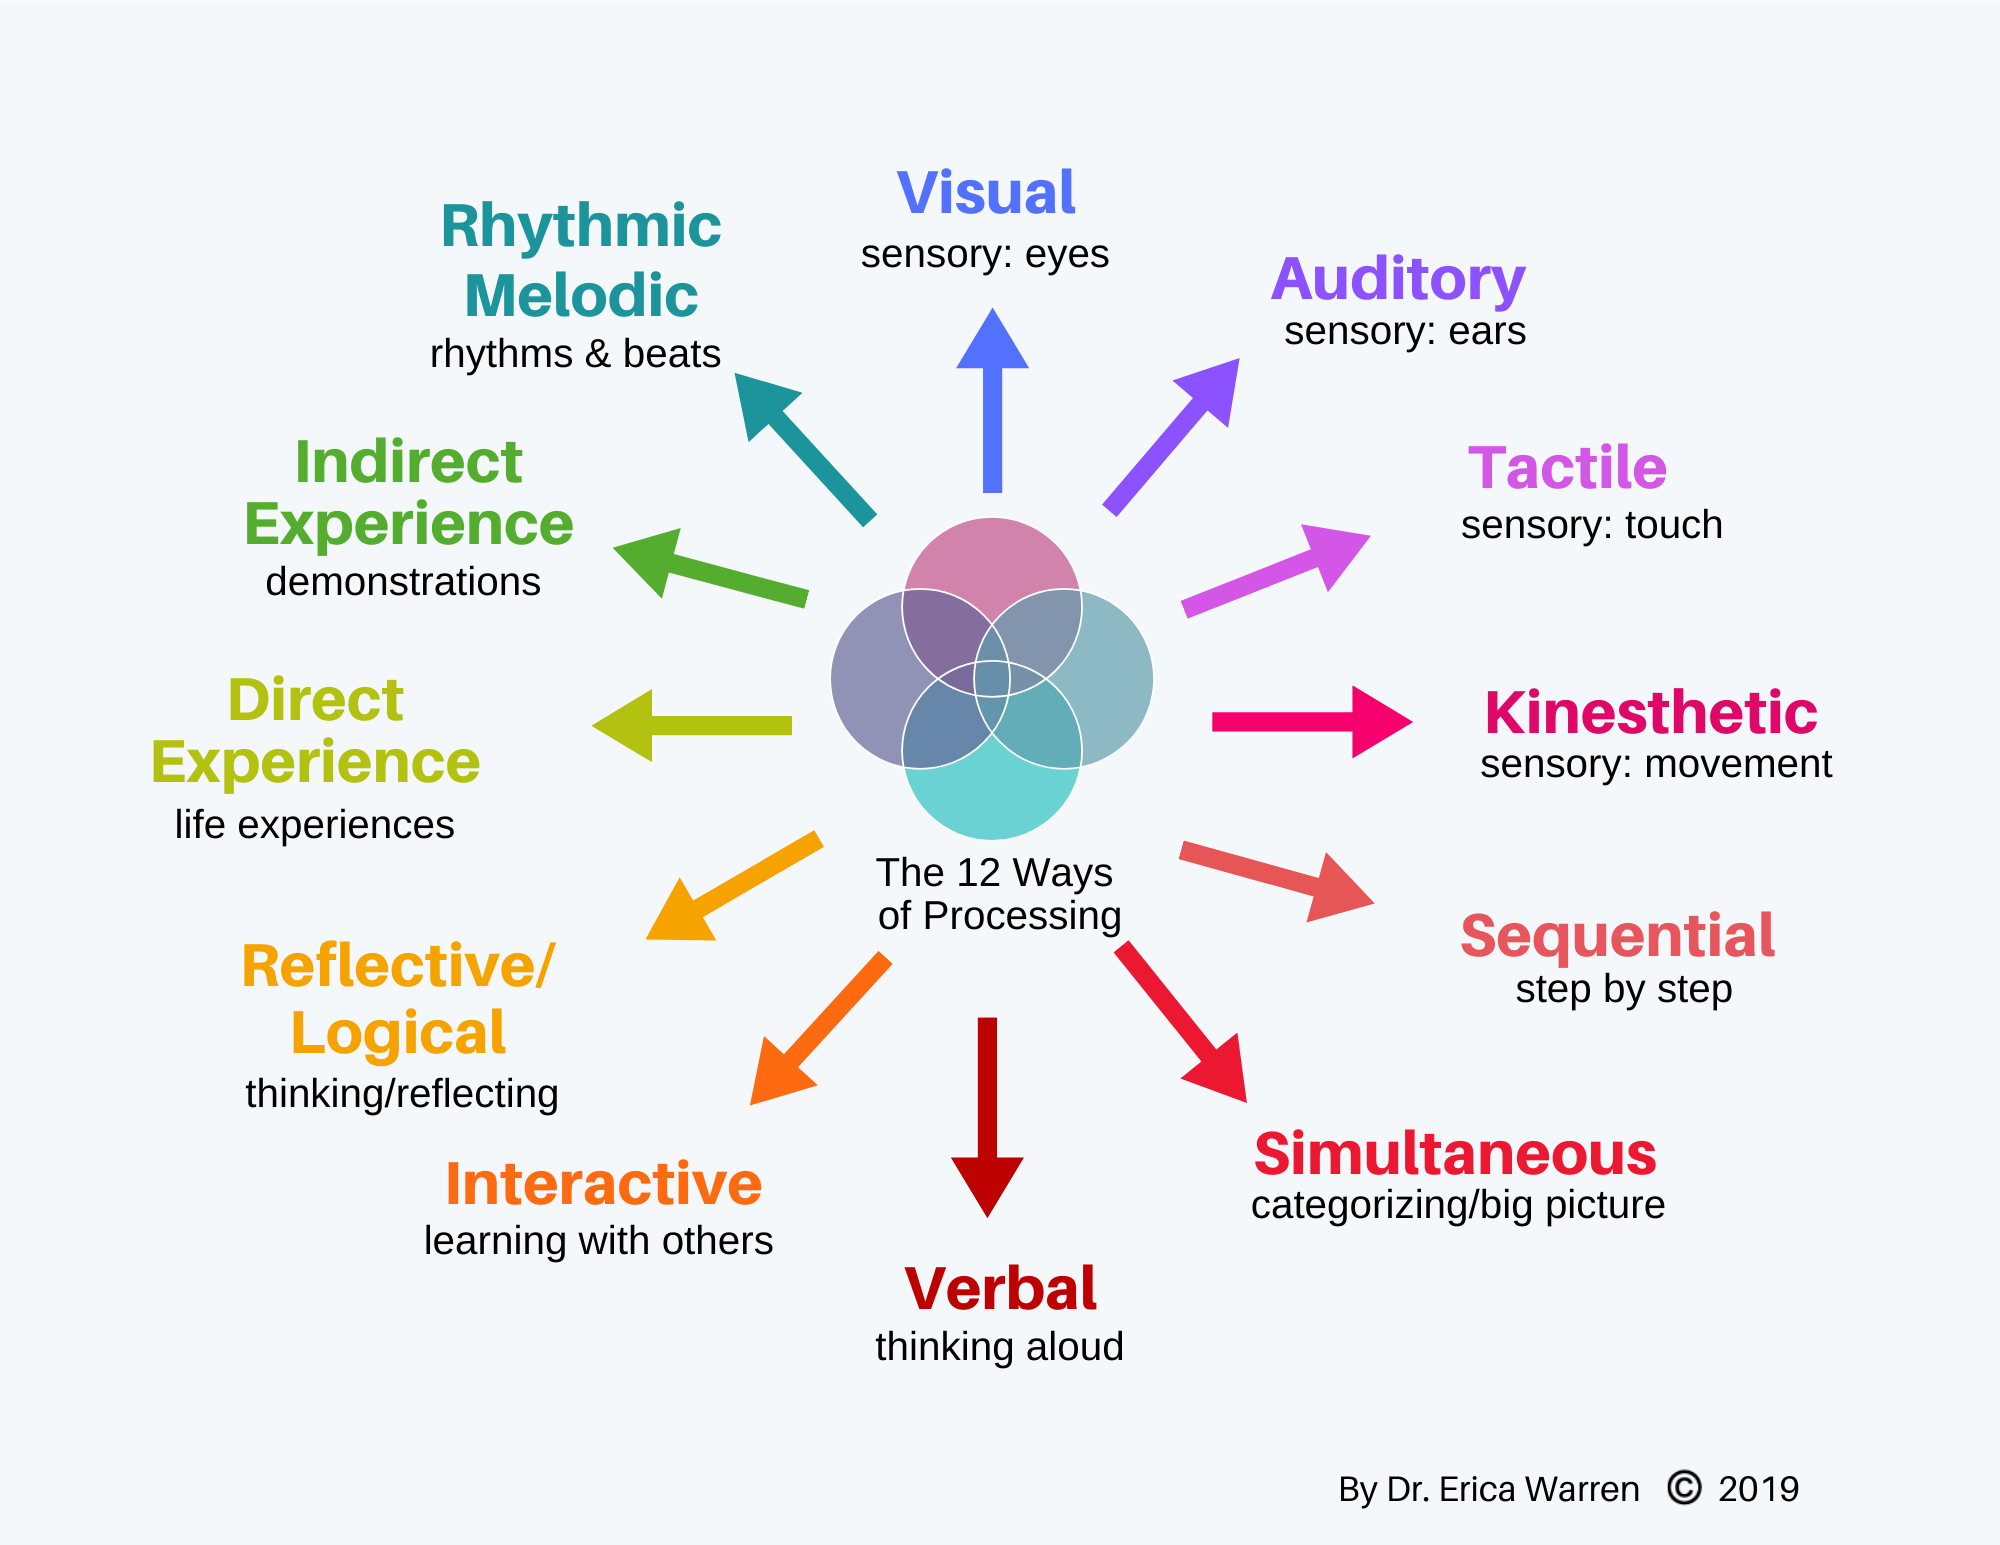 Visual
sensory: eyes
Auditory
sensory: ears
Tactile
sensory: touch
Kinesthetic
sensory: movement
Sequential
step by step
Simultaneous
categorizing/big picture
Verbal
thinking aloud
Interactive
learning with others
Reflective/
Logical
thinking/reflecting
Direct
Experience
life experiences
Indirect
Experience
demonstrations
Rhythmic
Melodic
rhythms & beats
The 12 Ways
of Processing
By Dr. Erica Warren © 2019